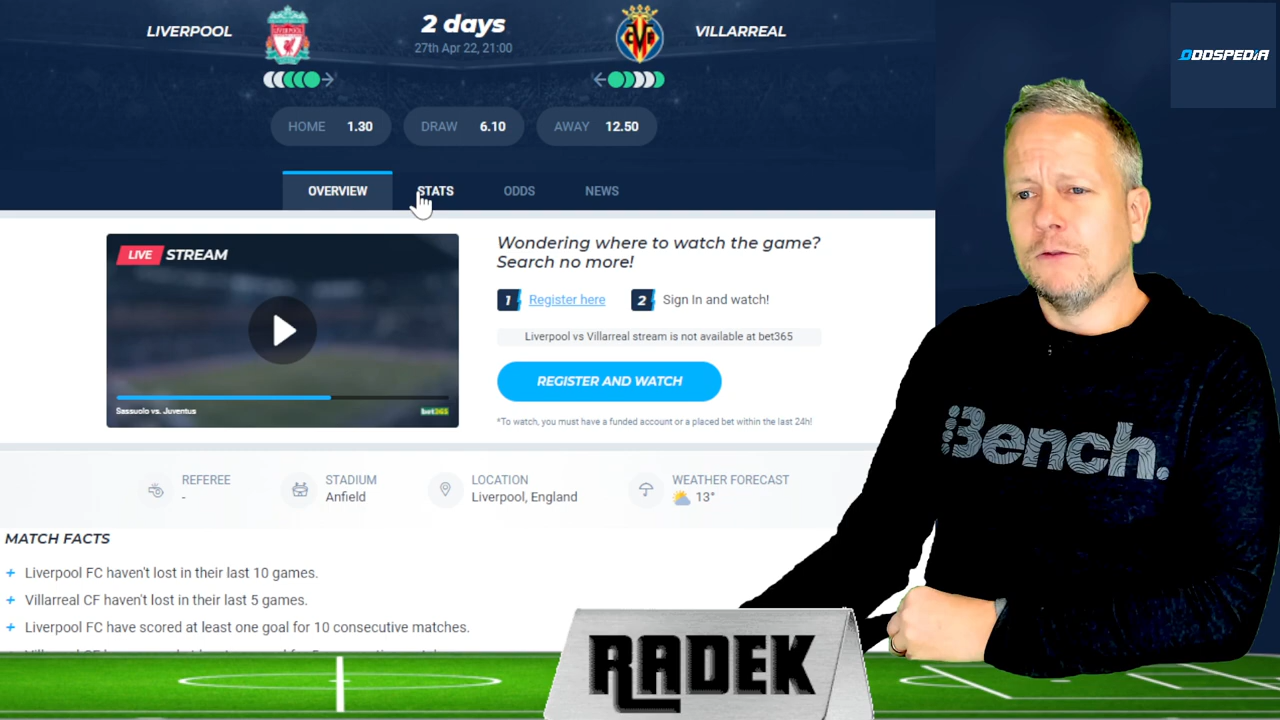 LIVERPOOL
2 days
27th Apr 22, 21:00
VILLARREAL
ODDSPEDIA
HOME 1.30
DRAW 6.10
AWAY 12.50
OVERVIEW
STATS
ODDS
NEWS
LIVE STREAM
Sassuolo vs. Juventus
bet365
Wondering where to watch the game?
Search no more!
1 Register here
2 Sign In and watch!
Liverpool vs Villarreal stream is not available at bet365
REGISTER AND WATCH
*To watch, you must have a funded account or a placed bet within the last 24h!
Bench.
REFEREE
-
STADIUM
Anfield
LOCATION
Liverpool, England
WEATHER FORECAST
13°
MATCH FACTS
+ Liverpool FC haven't lost in their last 10 games.
+ Villarreal CF haven't lost in their last 5 games.
+ Liverpool FC have scored at least one goal for 10 consecutive matches.
RADEK